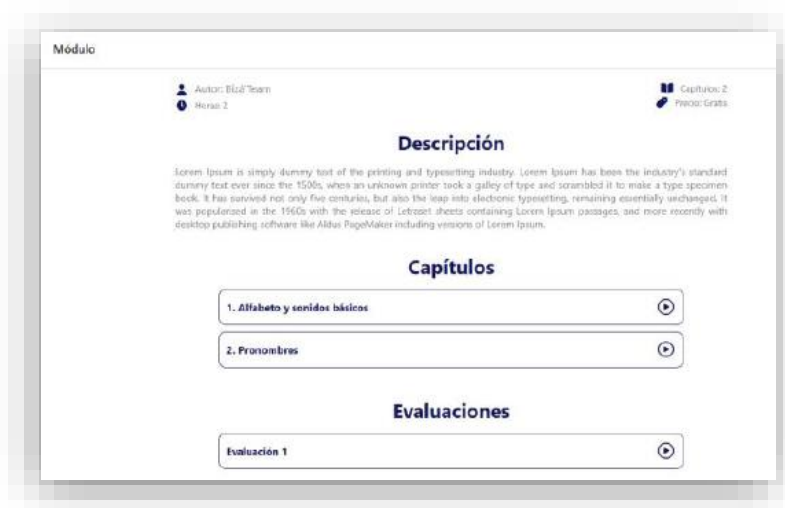 Módulo
Autor: Bizá Team
Capítulos: 2
Horas: 2
Precio: Gratis
Descripción
Lorem Ipsum is simply dummy text of the printing and typesetting industry. Lorem Ipsum has been the industry's standard
dummy text ever since the 1500s, when an unknown printer took a galley of type and scrambled it to make a type specimen
book. It has survived not only five centuries, but also the leap into electronic typesetting, remaining essentially unchanged. It
was popularised in the 1960s with the release of Letraset sheets containing Lorem Ipsum passages, and more recently with
desktop publishing software like Aldus PageMaker including versions of Lorem Ipsum.
Capítulos
1. Alfabeto y sonidos básicos
2. Pronombres
Evaluaciones
Evaluación 1